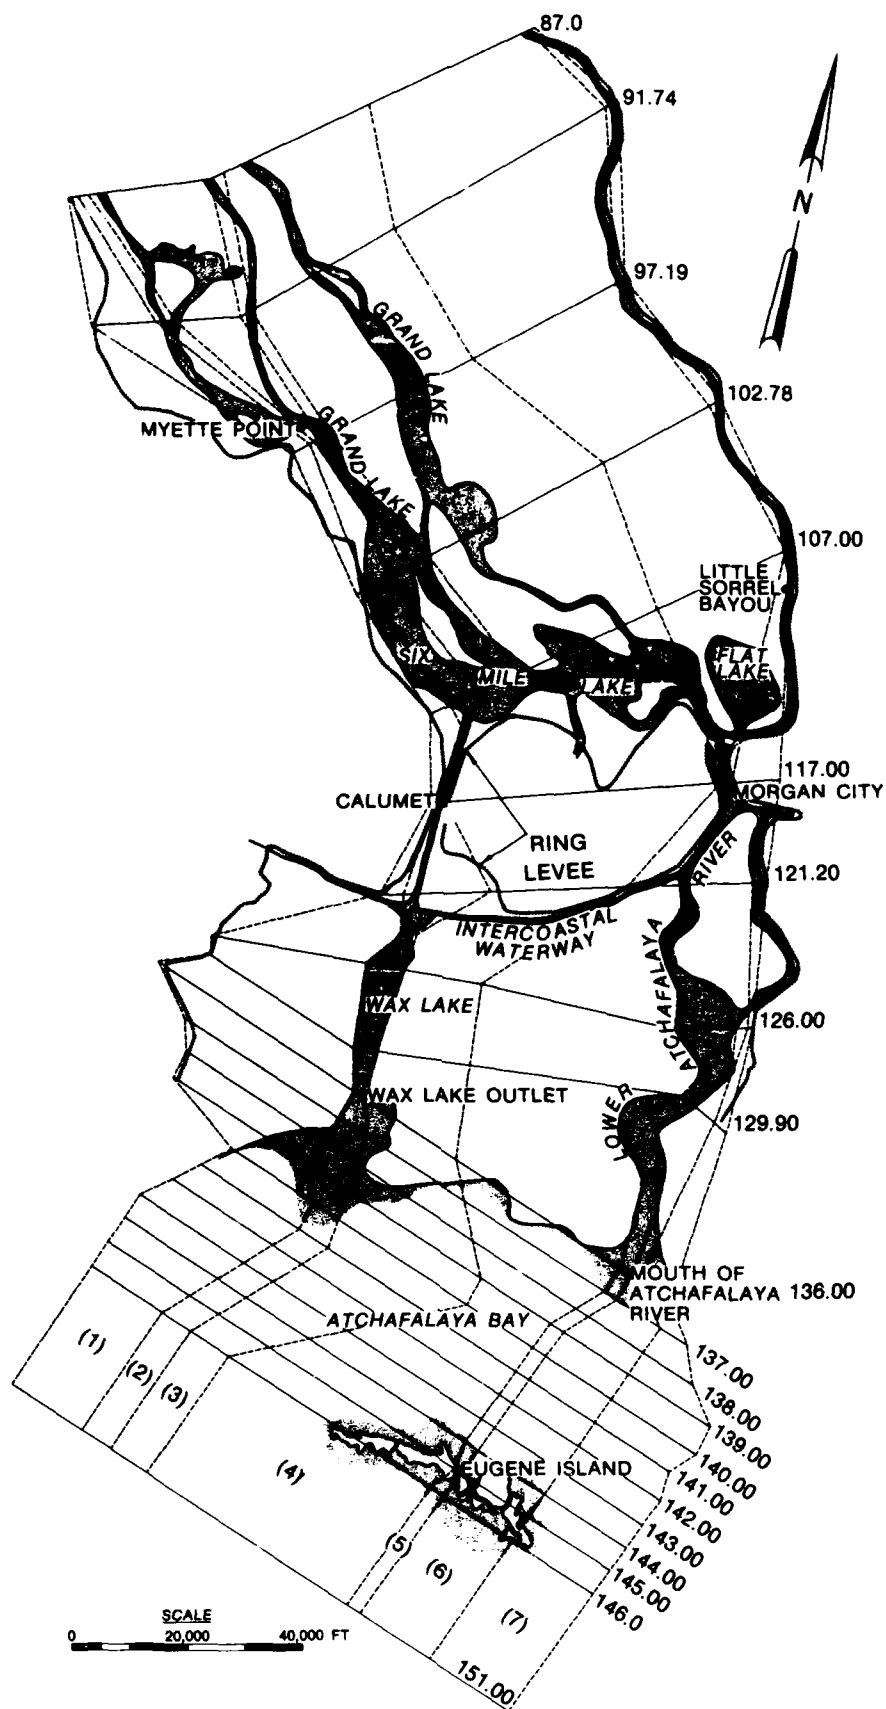 87.0
91.74
N
97.19
GRAND LAKE
102.78
MYETTE POINT
GRAND LAKE
107.00
LITTLE
SORREL
BAYOU
SIX MILE LAKE
FLAT
LAKE
117.00
CALUMET
MORGAN CITY
RING
LEVEE
121.20
INTERCOASTAL
WATERWAY
LOWER ATCHAFALAYA RIVER
WAX LAKE
126.00
WAX LAKE OUTLET
129.90
MOUTH OF
ATCHAFALAYA 136.00
RIVER
ATCHAFALAYA BAY
137.00
138.00
139.00
140.00
141.00
142.00
143.00
144.00
145.00
146.0
151.00
(1)
(2)
(3)
(4)
EUGENE ISLAND
(5)
(6)
(7)
SCALE
0 20,000 40,000 FT